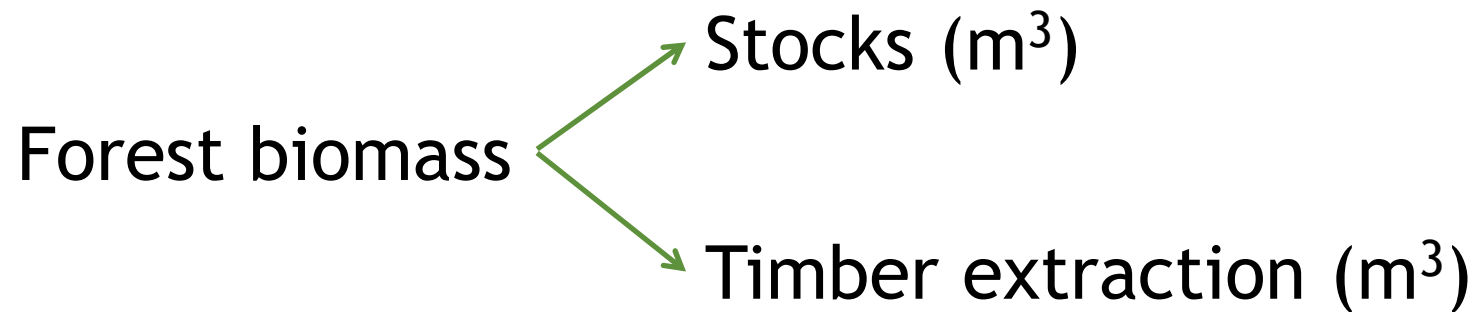 Stocks (m³)
Forest biomass
Timber extraction (m³)